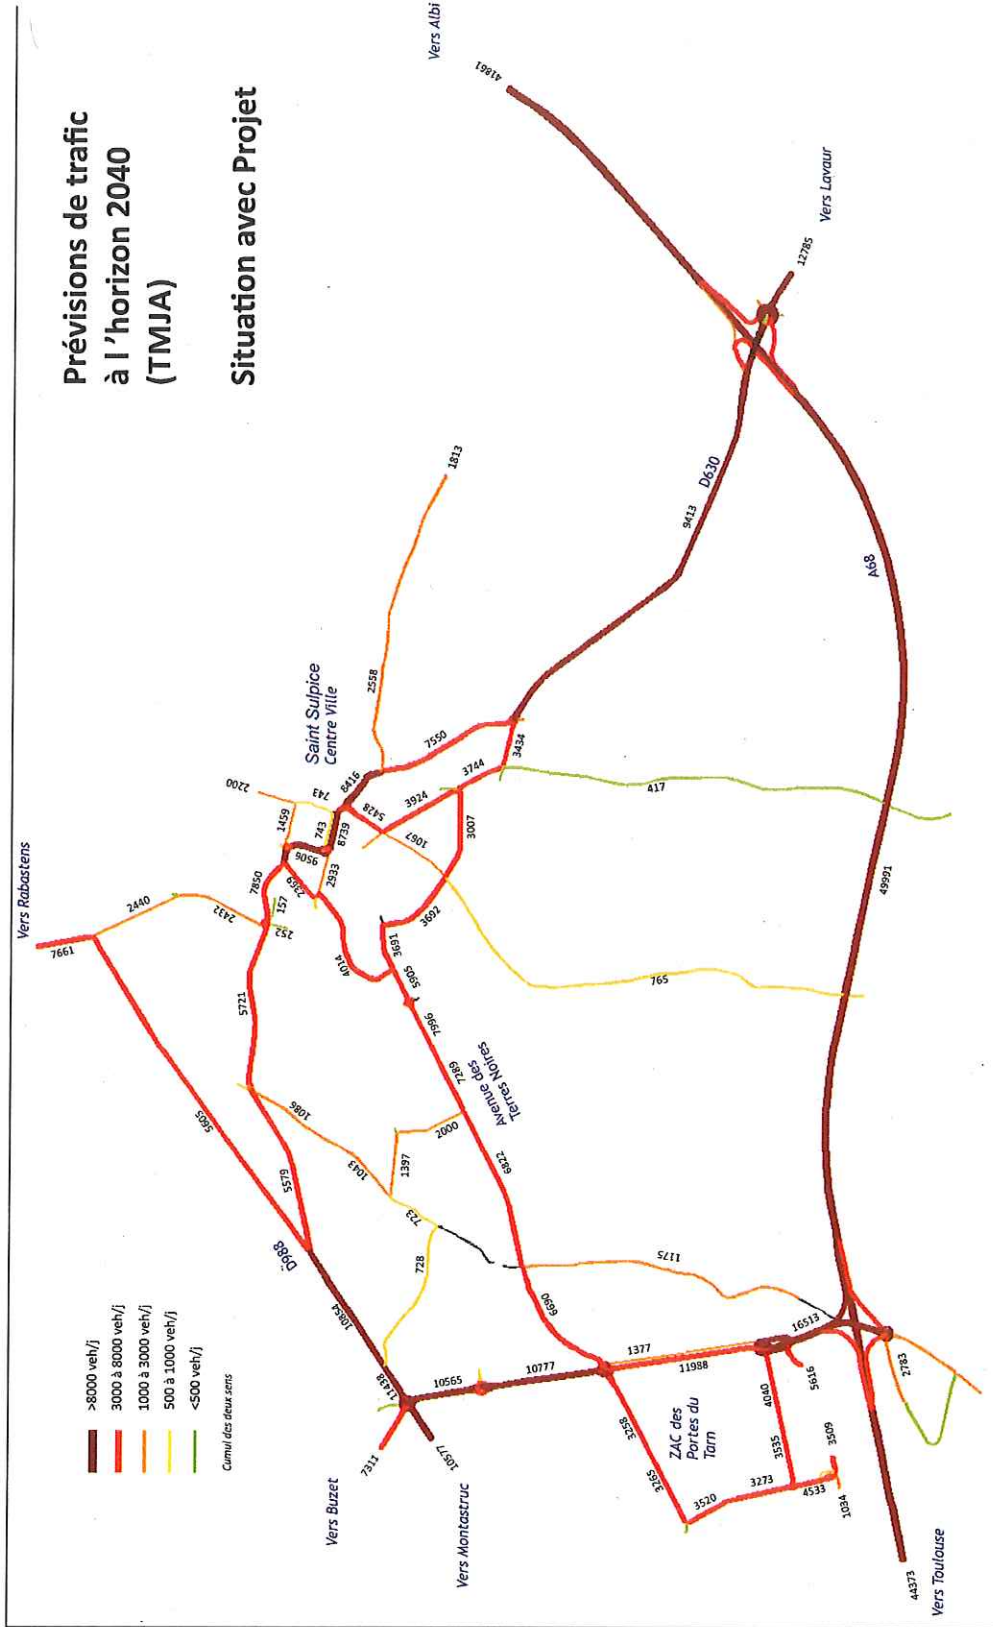 Prévisions de trafic
à l'horizon 2040
(TMJA)
Situation avec Projet
>8000 veh/j
3000 à 8000 veh/j
1000 à 3000 veh/j
500 à 1000 veh/j
<500 veh/j
Cumul des deux sens
Vers Rabastens
7661
2440
2432
5605
5721
7850
157
252
5579
D988
10854
11438
7311
Vers Buzet
10577
Vers Montastruc
10565
10777
1086
1043
1397
2000
723
728
Saint Sulpice
Centre Ville
2200
1459
743
743
9506
8739
2369
2933
6416
5428
2558
1813
7550
3924
3744
3434
1067
3007
3692
3691
4014
5905
7996
7289
Avenue des
Terres Noires
6822
6690
1175
417
765
9413
D630
12785
Vers Lavaur
41861
Vers Albi
A68
49991
1377
11988
16513
5616
4040
3535
3509
3258
3265
3520
3273
4533
1034
ZAC des
Portes du
Tarn
2783
44373
Vers Toulouse